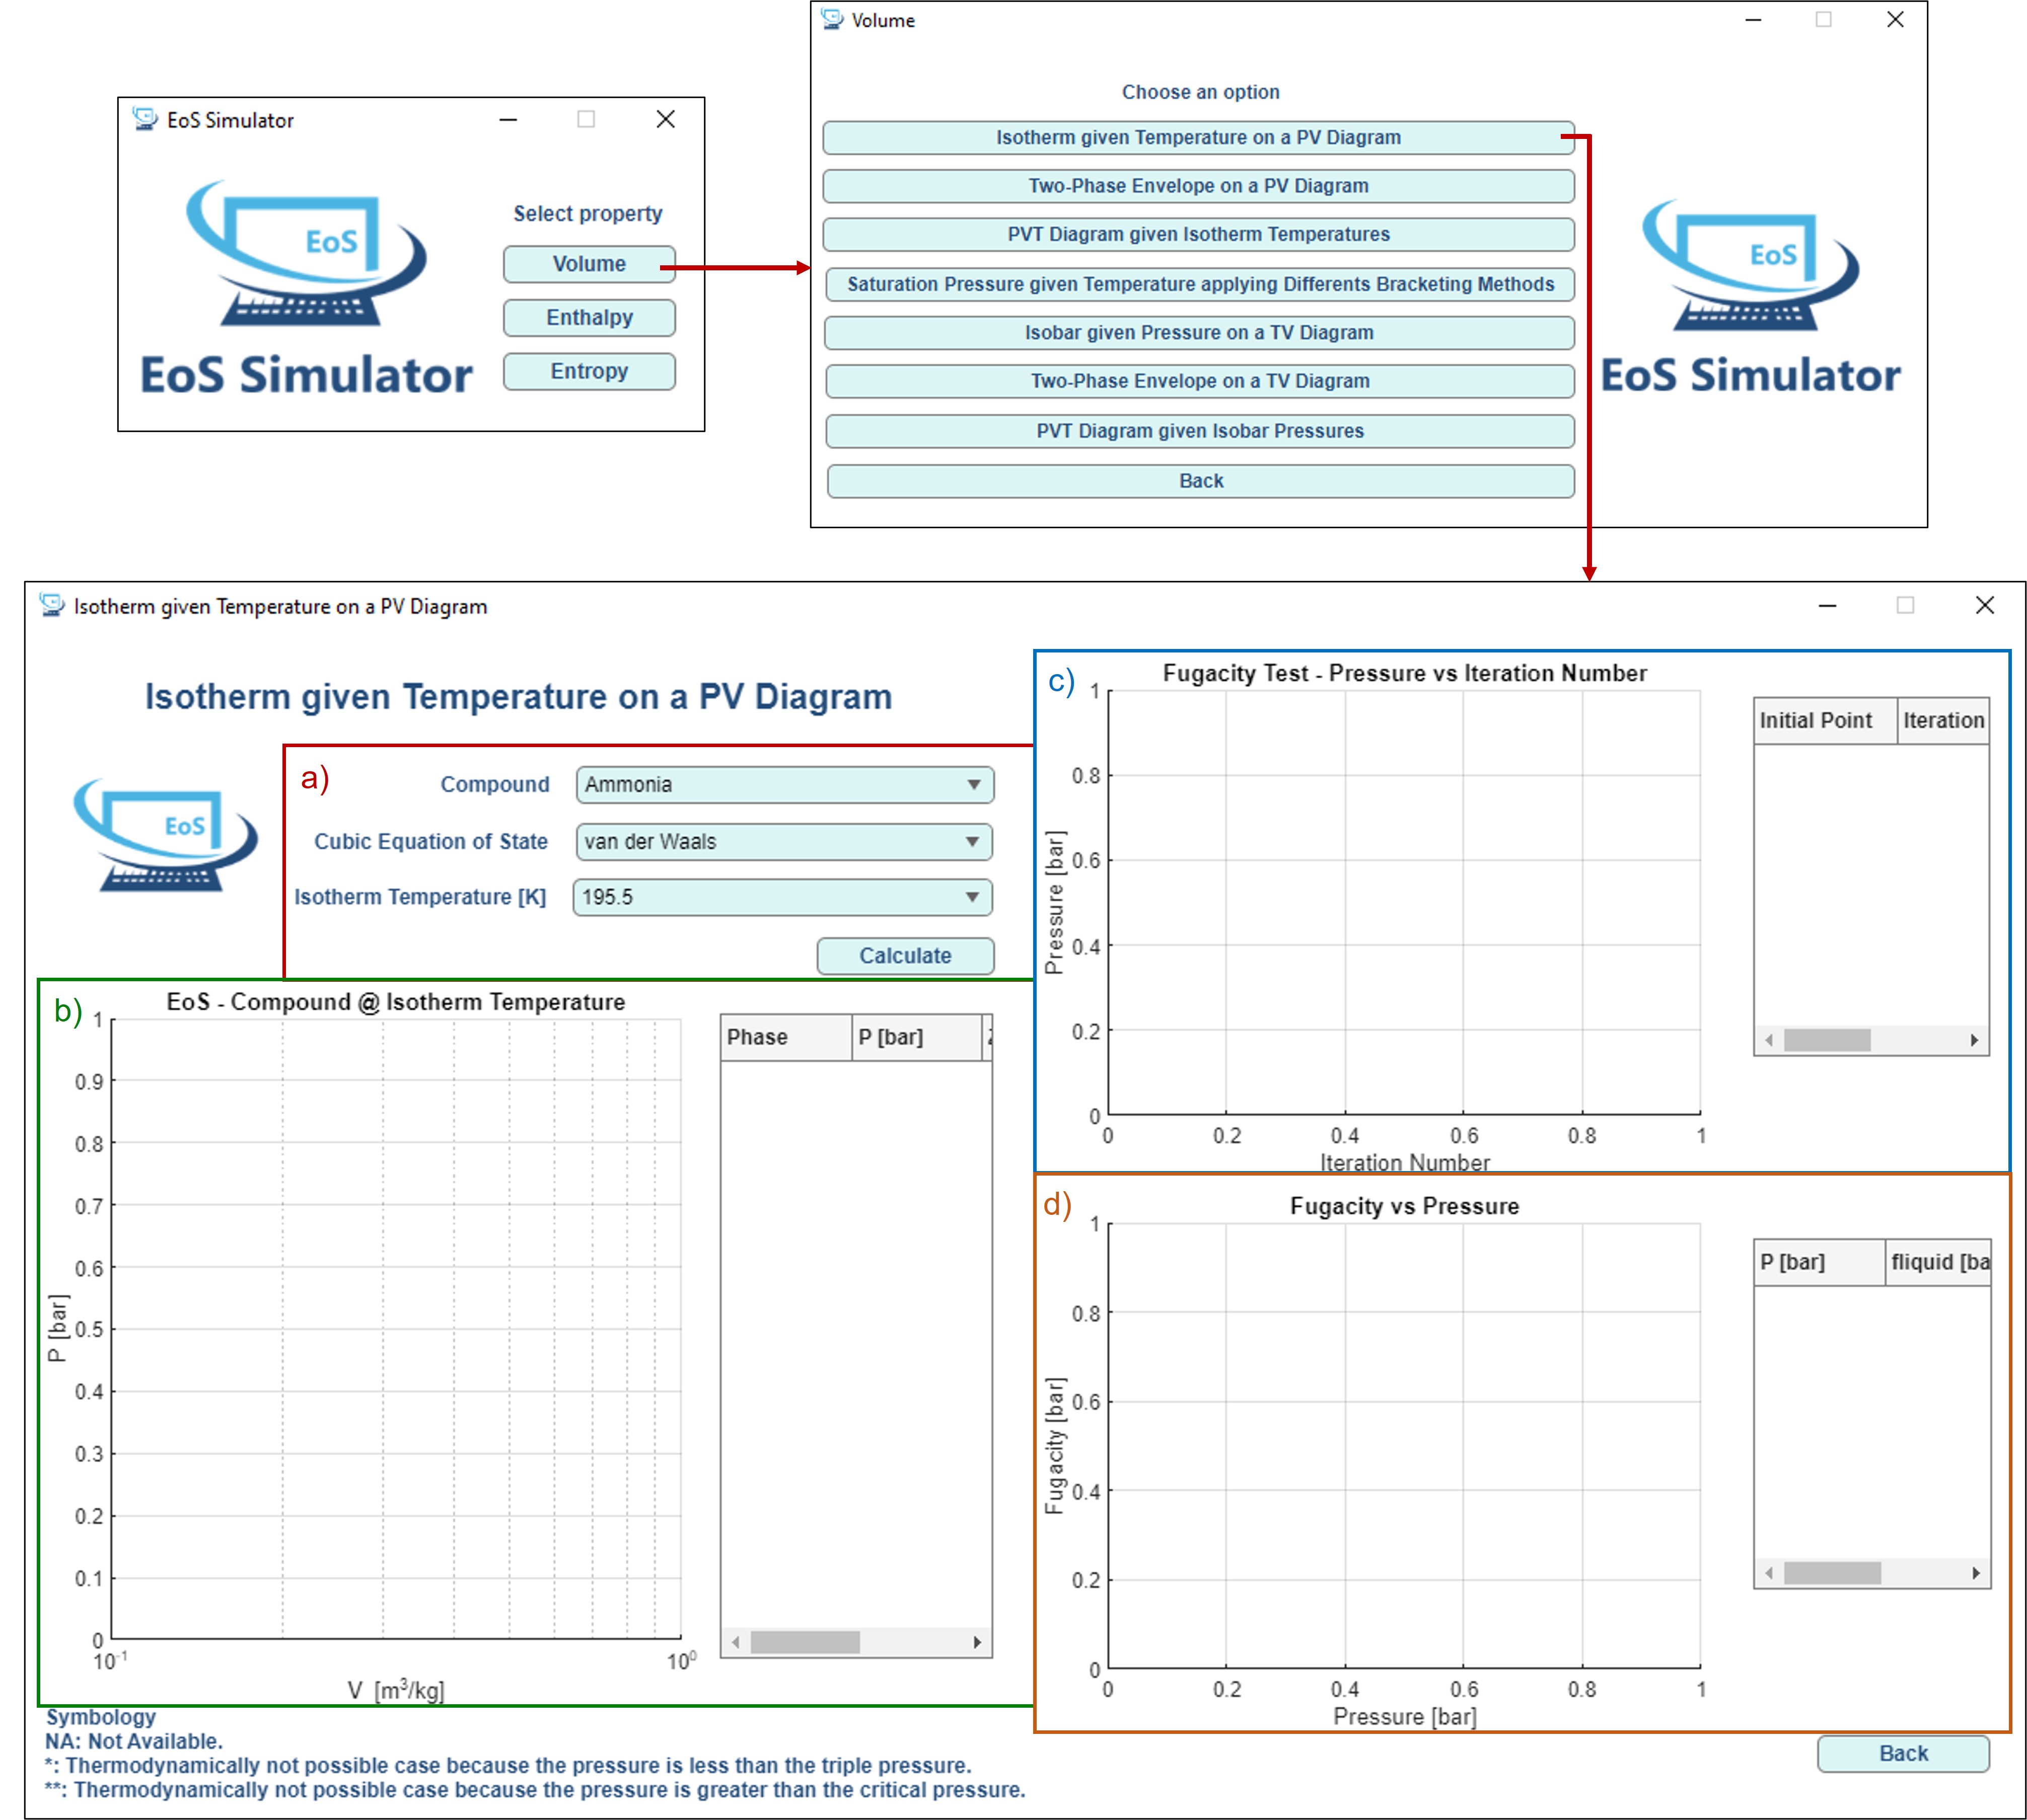 EoS Simulator
EoS
EoS Simulator
Select property
Volume
Enthalpy
Entropy
Volume
Choose an option
Isotherm given Temperature on a PV Diagram
Two-Phase Envelope on a PV Diagram
PVT Diagram given Isotherm Temperatures
Saturation Pressure given Temperature applying Differents Bracketing Methods
Isobar given Pressure on a TV Diagram
Two-Phase Envelope on a TV Diagram
PVT Diagram given Isobar Pressures
Back
EoS
EoS Simulator
Isotherm given Temperature on a PV Diagram
Isotherm given Temperature on a PV Diagram
EoS
a)
Compound Ammonia
Cubic Equation of State van der Waals
Isotherm Temperature [K] 195.5
Calculate
b)
EoS - Compound @ Isotherm Temperature
1
0.9
0.8
0.7
0.6
0.5
0.4
0.3
0.2
0.1
0
P [bar]
10⁻¹ 10⁰
V [m³/kg]
Phase P [bar]
c)
Fugacity Test - Pressure vs Iteration Number
1
0.8
0.6
0.4
0.2
0
Pressure [bar]
0 0.2 0.4 0.6 0.8 1
Iteration Number
Initial Point Iteration
d)
Fugacity vs Pressure
1
0.8
0.6
0.4
0.2
0
Fugacity [bar]
0 0.2 0.4 0.6 0.8 1
Pressure [bar]
P [bar] fliquid [ba
Symbology
NA: Not Available.
*: Thermodynamically not possible case because the pressure is less than the triple pressure.
**: Thermodynamically not possible case because the pressure is greater than the critical pressure.
Back